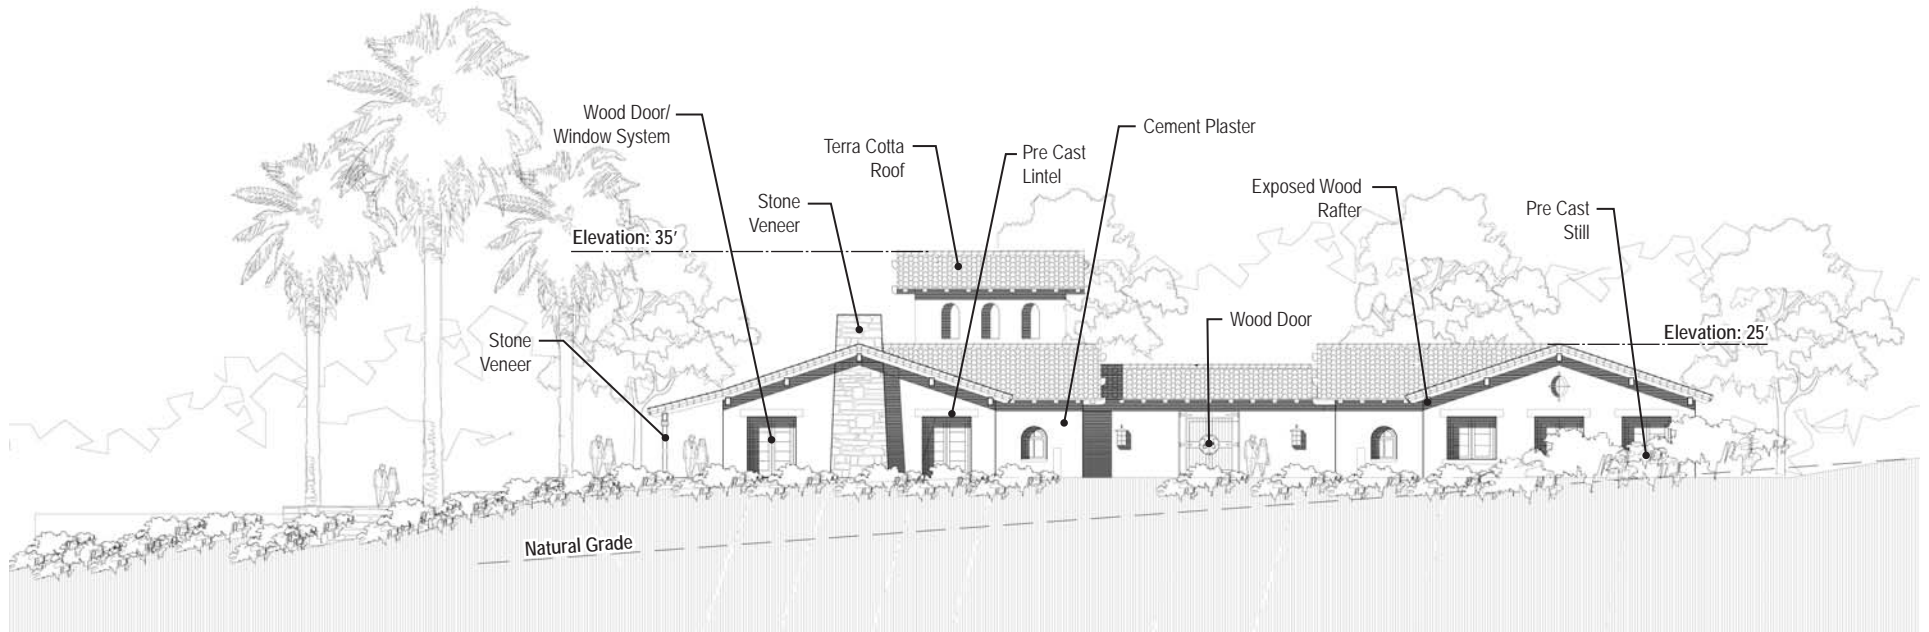 Wood Door/
Window System
Terra Cotta
Roof
Pre Cast
Lintel
Cement Plaster
Stone
Veneer
Exposed Wood
Rafter
Pre Cast
Still
Elevation: 35'
Wood Door
Elevation: 25'
Stone
Veneer
Natural Grade